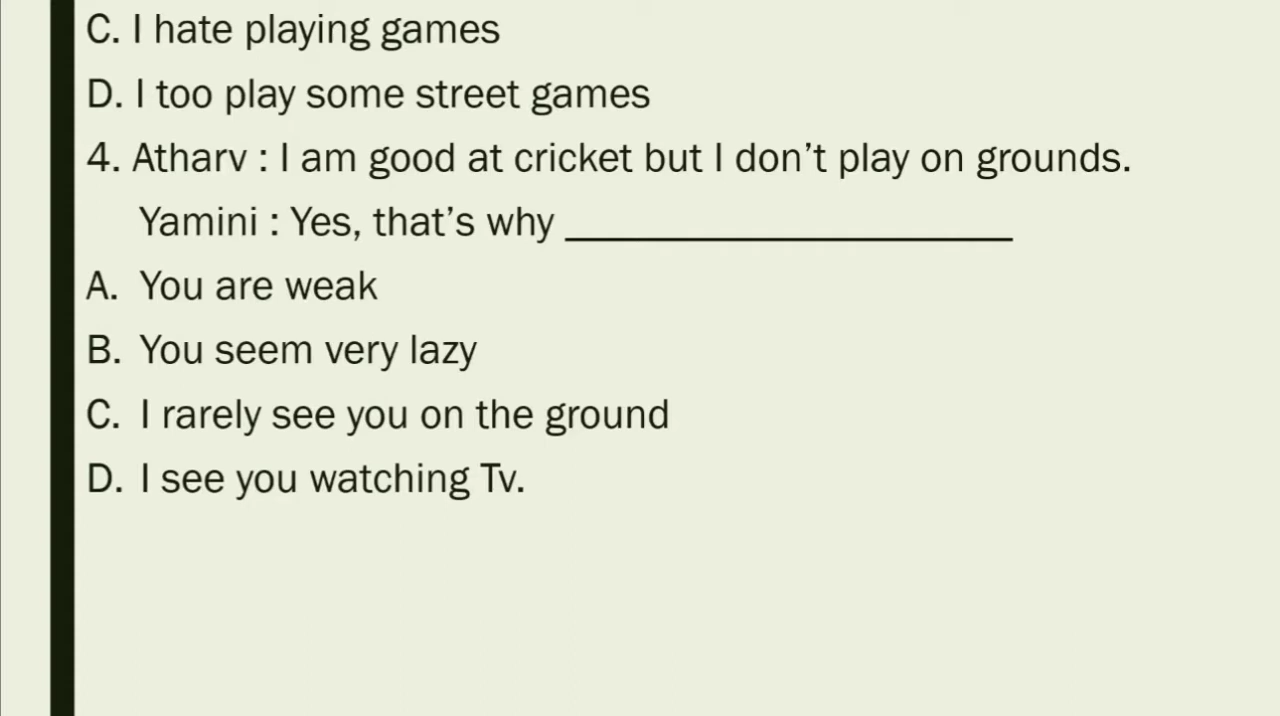 C. I hate playing games
D. I too play some street games
4. Atharv : I am good at cricket but I don’t play on grounds.
Yamini : Yes, that’s why ____________________
A. You are weak
B. You seem very lazy
C. I rarely see you on the ground
D. I see you watching Tv.